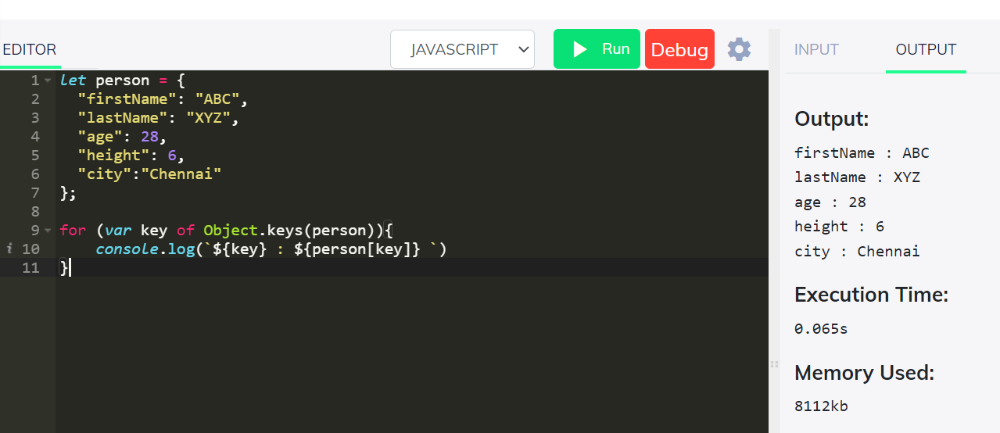 EDITOR JAVASCRIPT Run Debug INPUT OUTPUT
1 let person = {
2   "firstName": "ABC",
3   "lastName": "XYZ",
4   "age": 28,
5   "height": 6,
6   "city":"Chennai"
7 };
8
9 for (var key of Object.keys(person)){
i 10     console.log(`${key} : ${person[key]} `)
11 }
Output:
firstName : ABC
lastName : XYZ
age : 28
height : 6
city : Chennai
Execution Time:
0.065s
Memory Used:
8112kb